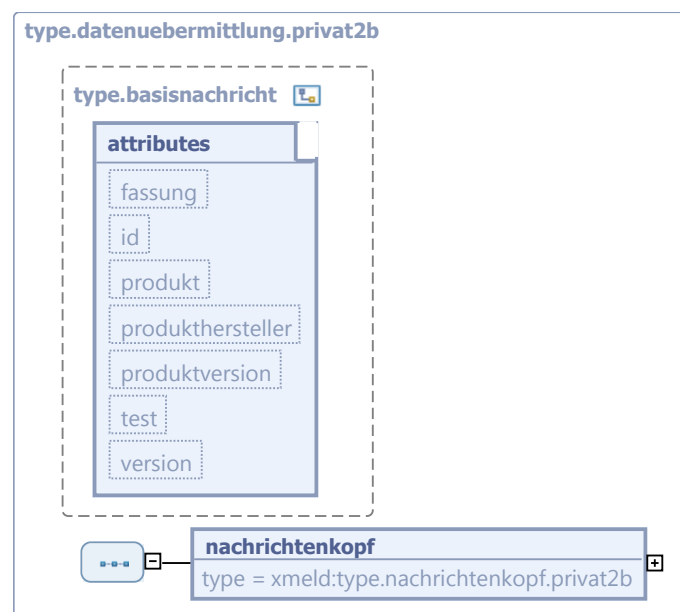 type.datenuebermittlung.privat2b
type.basisnachricht
attributes
fassung
id
produkt
produkthersteller
produktversion
test
version
nachrichtenkopf
type = xmeld:type.nachrichtenkopf.privat2b